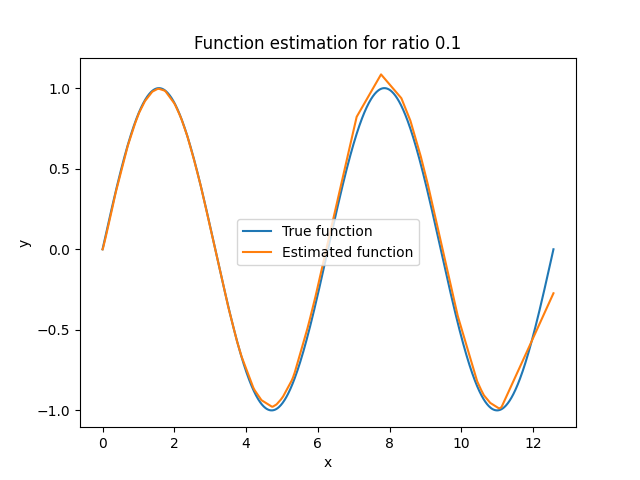 Function estimation for ratio 0.1
1.0
0.5
0.0
−0.5
−1.0
y
True function
Estimated function
0 2 4 6 8 10 12
x